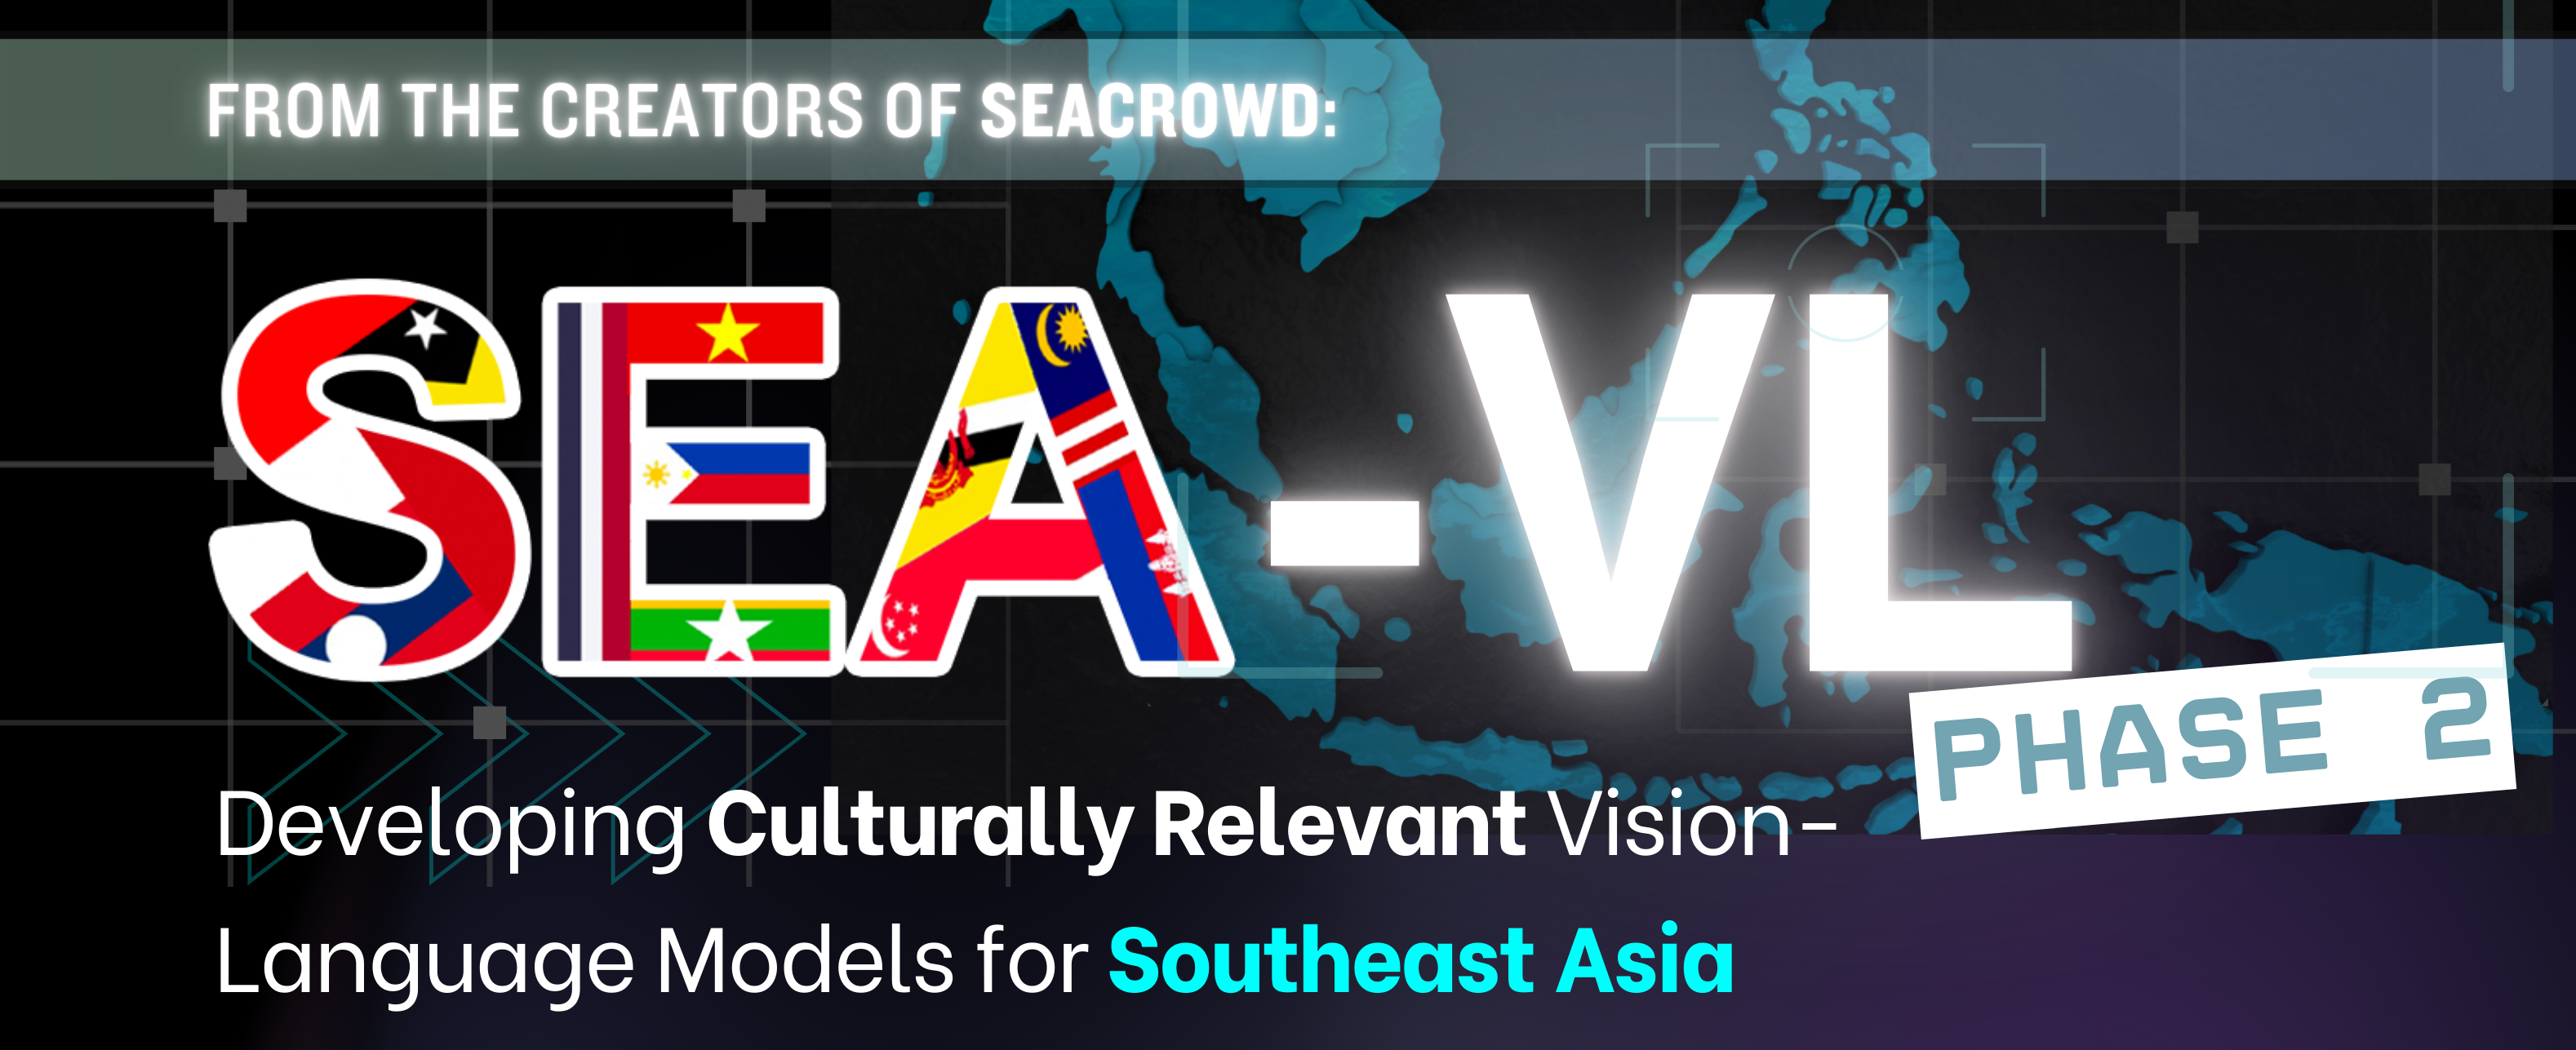 FROM THE CREATORS OF SEACROWD:
SEA-VL
PHASE 2
Developing Culturally Relevant Vision-
Language Models for Southeast Asia